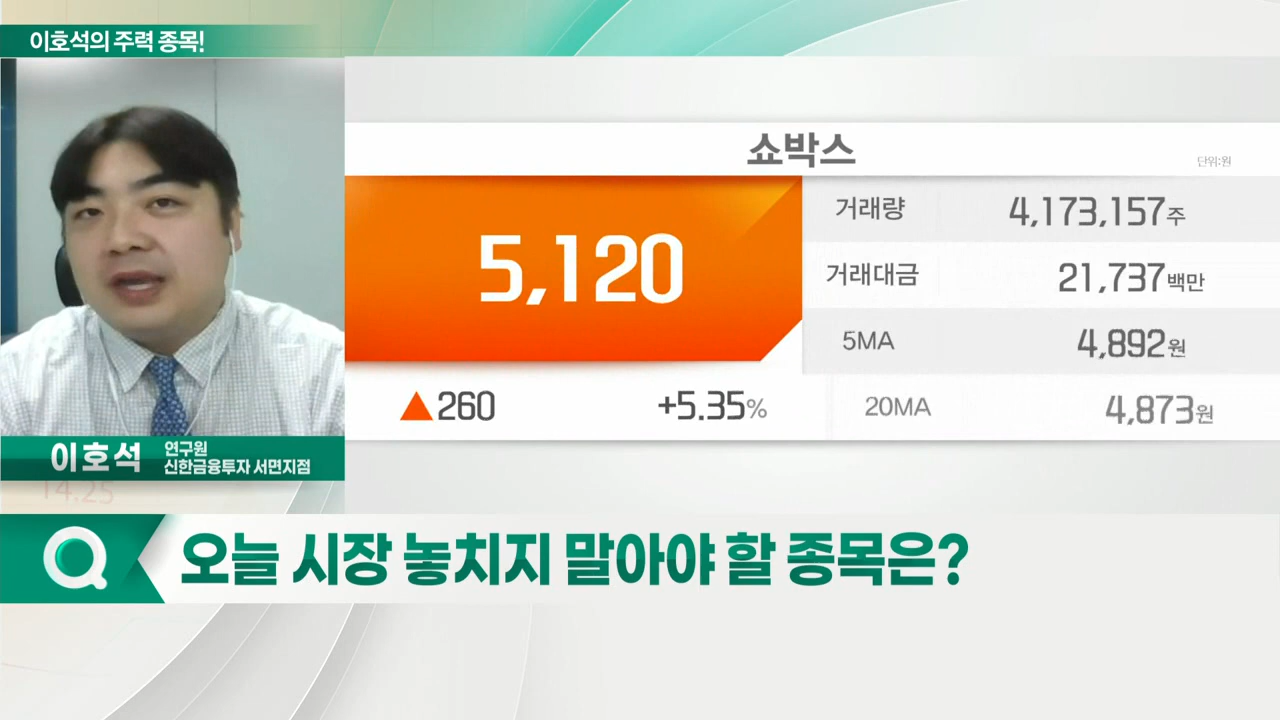 이호석의 주력 종목!
쇼박스
단위:원
5,120
▲260 +5.35%
거래량 4,173,157주
거래대금 21,737백만
5MA 4,892원
20MA 4,873원
이호석 연구원
신한금융투자 서면지점
14.25
오늘 시장 놓치지 말아야 할 종목은?